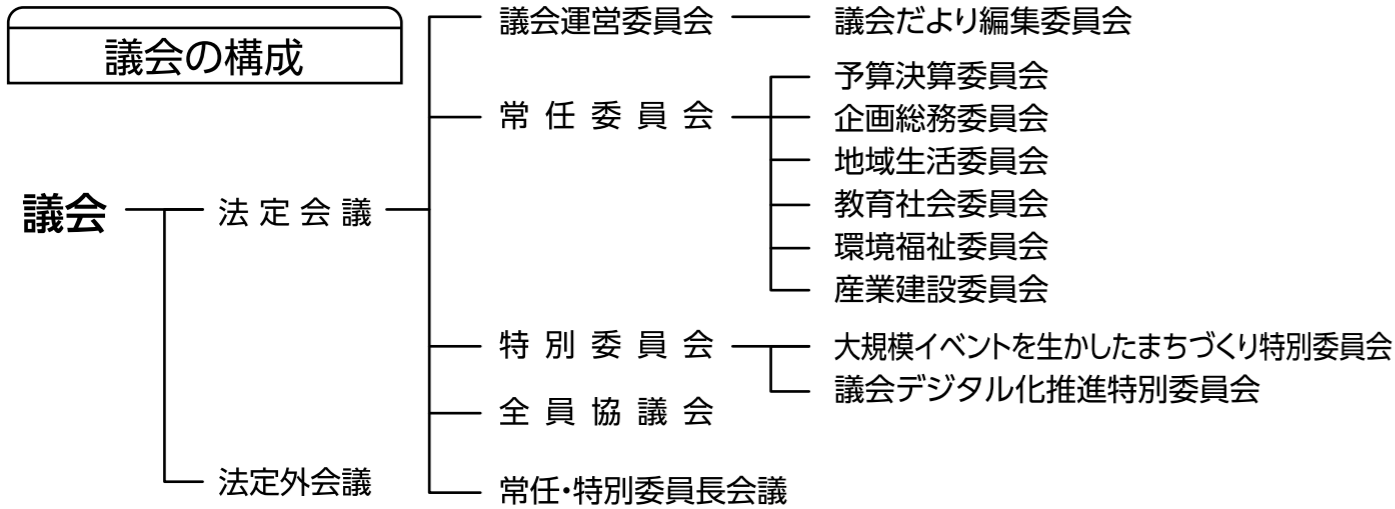 議会の構成
議会
法定会議
議会運営委員会
議会だより編集委員会
常任委員会
予算決算委員会
企画総務委員会
地域生活委員会
教育社会委員会
環境福祉委員会
産業建設委員会
特別委員会
大規模イベントを生かしたまちづくり特別委員会
議会デジタル化推進特別委員会
全員協議会
常任・特別委員長会議
法定外会議